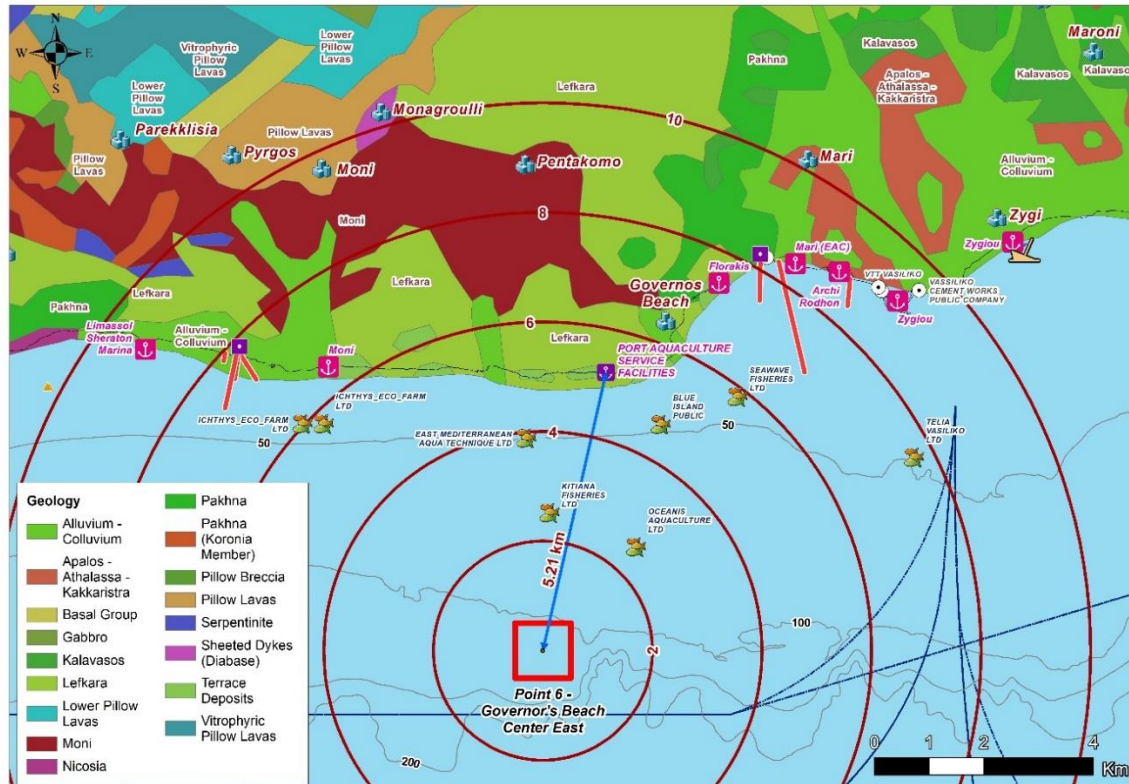 N
W
E
S
Vitrophyric
Pillow
Lavas
Lower
Pillow
Lavas
Lower
Pillow
Lavas
Parekklisia
Pillow
Lavas
Pyrgos
Pillow Lavas
Moni
Monagroulli
Lefkara
10
Pentakomo
Moni
8
Pakhna
Kalavasos
Apalos -
Athalassa -
Kakkaristra
Kalavasos
Maroni
Kalavasos
Mari
Alluvium -
Colluvium
Zygi
Zygiou
Lefkara
Pakhna
Lefkara
Limassol
Sheraton
Marina
Alluvium -
Colluvium
Moni
6
Lefkara
Governos
Beach
Florakis
Mari (EAC)
Archi
Rodhon
VTT VASILIKO
VASSILIKO
CEMENT WORKS
PUBLIC COMPANY
Zygiou
PORT AQUACULTURE
SERVICE
FACILITIES
ICHTHYS_ECO_FARM
LTD
ICHTHYS_ECO_FARM
LTD
50
EAST MEDITERRANEAN
AQUA TECHNIQUE LTD
4
BLUE
ISLAND
PUBLIC
SEAWAVE
FISHERIES
LTD
50
TELIA
VASILIKO
LTD
KITIANA
FISHERIES
LTD
OCEANIS
AQUACULTURE
LTD
5.21 km
2
100
Point 6 -
Governor's Beach
Center East
200
0
2
4
Km
Geology
Alluvium -
Colluvium
Apalos -
Athalassa -
Kakkaristra
Basal Group
Gabbro
Kalavasos
Lefkara
Lower Pillow
Lavas
Moni
Nicosia
Pakhna
Pakhna
(Koronia
Member)
Pillow Breccia
Pillow Lavas
Serpentinite
Sheeted Dykes
(Diabase)
Terrace
Deposits
Vitrophyric
Pillow Lavas